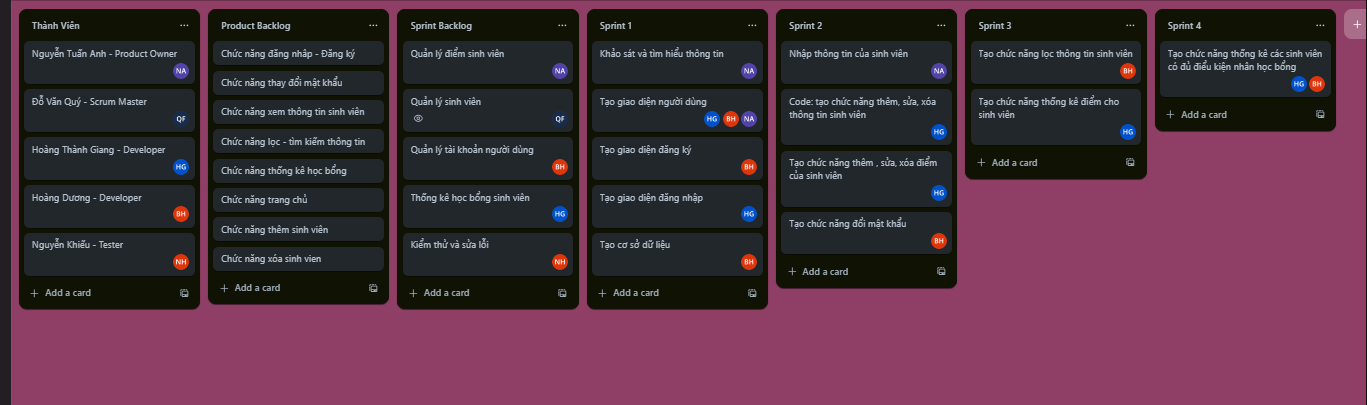 Thành Viên
Nguyễn Tuấn Anh - Product Owner
NA
Đỗ Văn Quý - Scrum Master
QF
Hoàng Thành Giang - Developer
HG
Hoàng Dương - Developer
BH
Nguyễn Khiếu - Tester
NH
Add a card
Product Backlog
Chức năng đăng nhập - Đăng ký
Chức năng thay đổi mật khẩu
Chức năng xem thông tin sinh viên
Chức năng lọc - tìm kiếm thông tin
Chức năng thống kê học bổng
Chức năng trang chủ
Chức năng thêm sinh viên
Chức năng xóa sinh vien
Add a card
Sprint Backlog
Quản lý điểm sinh viên
NA
Quản lý sinh viên
QF
Quản lý tài khoản người dùng
BH
Thống kê học bổng sinh viên
HG
Kiểm thử và sửa lỗi
NH
Add a card
Sprint 1
Khảo sát và tìm hiểu thông tin
NA
Tạo giao diện người dùng
HG BH NA
Tạo giao diện đăng ký
BH
Tạo giao diện đăng nhập
HG
Tạo cơ sở dữ liệu
BH
Add a card
Sprint 2
Nhập thông tin của sinh viên
NA
Code: tạo chức năng thêm, sửa, xóa
thông tin sinh viên
HG
Tạo chức năng thêm , sửa, xóa điểm
của sinh viên
HG
Tạo chức năng đổi mật khẩu
BH
Add a card
Sprint 3
Tạo chức năng lọc thông tin sinh viên
BH
Tạo chức năng thống kê điểm cho
sinh viên
HG
Add a card
Sprint 4
Tạo chức năng thống kê các sinh viên
có đủ điều kiện nhận học bổng
HG BH
Add a card